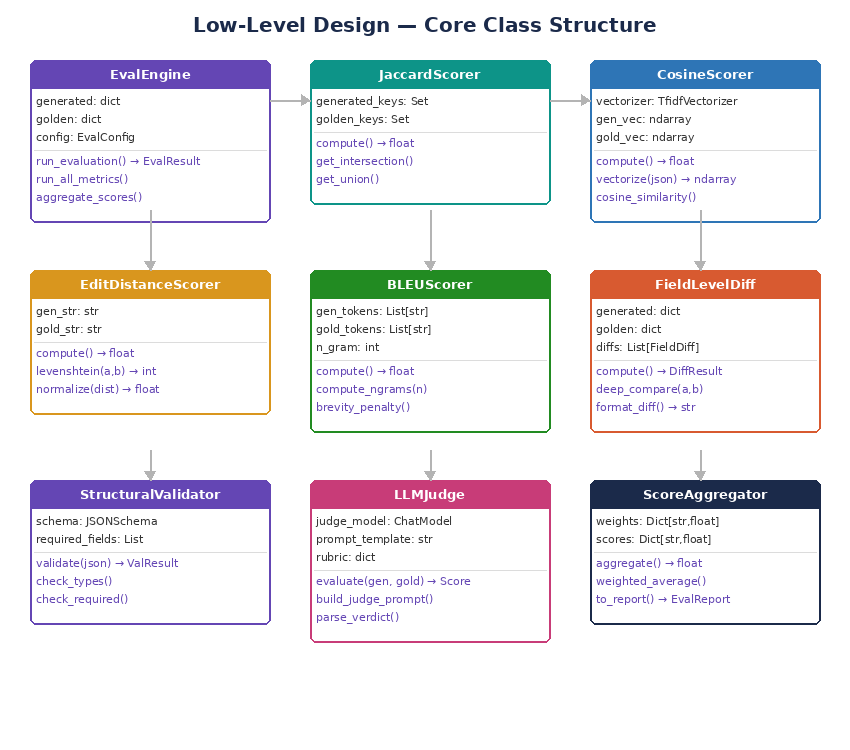 Low-Level Design — Core Class Structure
EvalEngine
generated: dict
golden: dict
config: EvalConfig
run_evaluation() → EvalResult
run_all_metrics()
aggregate_scores()
JaccardScorer
generated_keys: Set
golden_keys: Set
compute() → float
get_intersection()
get_union()
CosineScorer
vectorizer: TfidfVectorizer
gen_vec: ndarray
gold_vec: ndarray
compute() → float
vectorize(json) → ndarray
cosine_similarity()
EditDistanceScorer
gen_str: str
gold_str: str
compute() → float
levenshtein(a,b) → int
normalize(dist) → float
BLEUScorer
gen_tokens: List[str]
gold_tokens: List[str]
n_gram: int
compute() → float
compute_ngrams(n)
brevity_penalty()
FieldLevelDiff
generated: dict
golden: dict
diffs: List[FieldDiff]
compute() → DiffResult
deep_compare(a,b)
format_diff() → str
StructuralValidator
schema: JSONSchema
required_fields: List
validate(json) → ValResult
check_types()
check_required()
LLMJudge
judge_model: ChatModel
prompt_template: str
rubric: dict
evaluate(gen, gold) → Score
build_judge_prompt()
parse_verdict()
ScoreAggregator
weights: Dict[str,float]
scores: Dict[str,float]
aggregate() → float
weighted_average()
to_report() → EvalReport